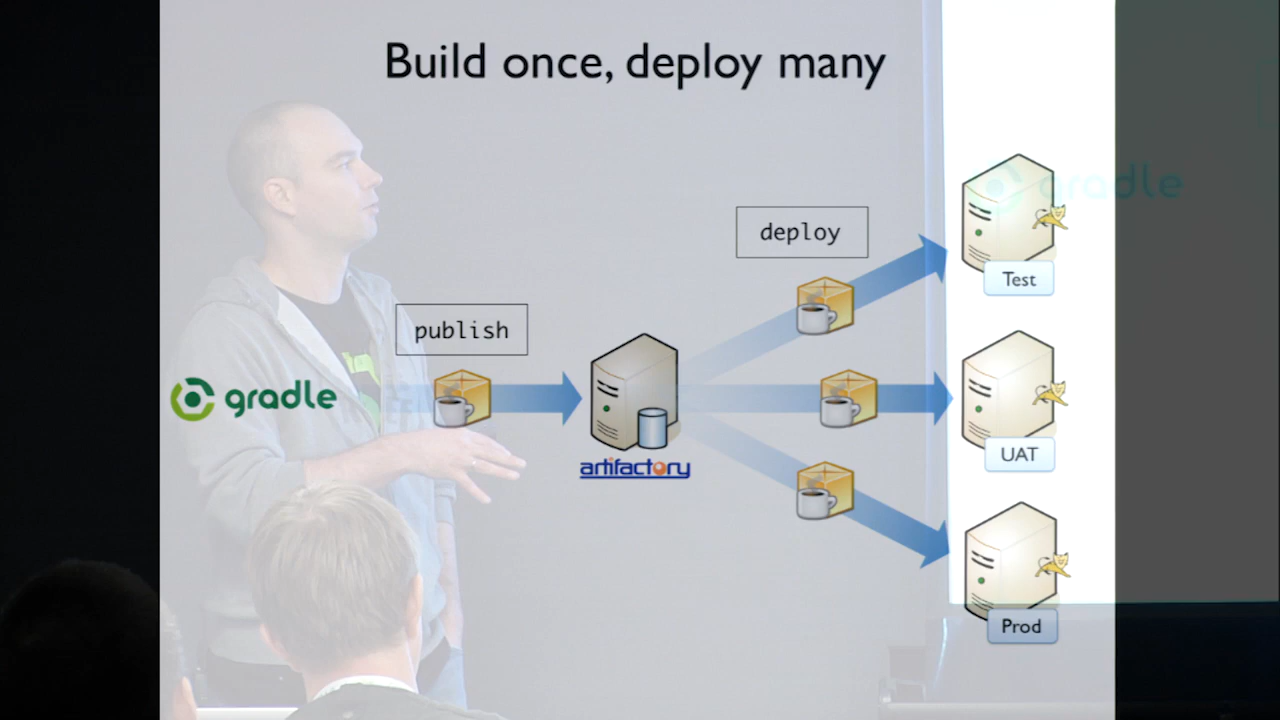 Build once, deploy many
gradle
deploy
Test
publish
gradle
UAT
artifactory
Prod